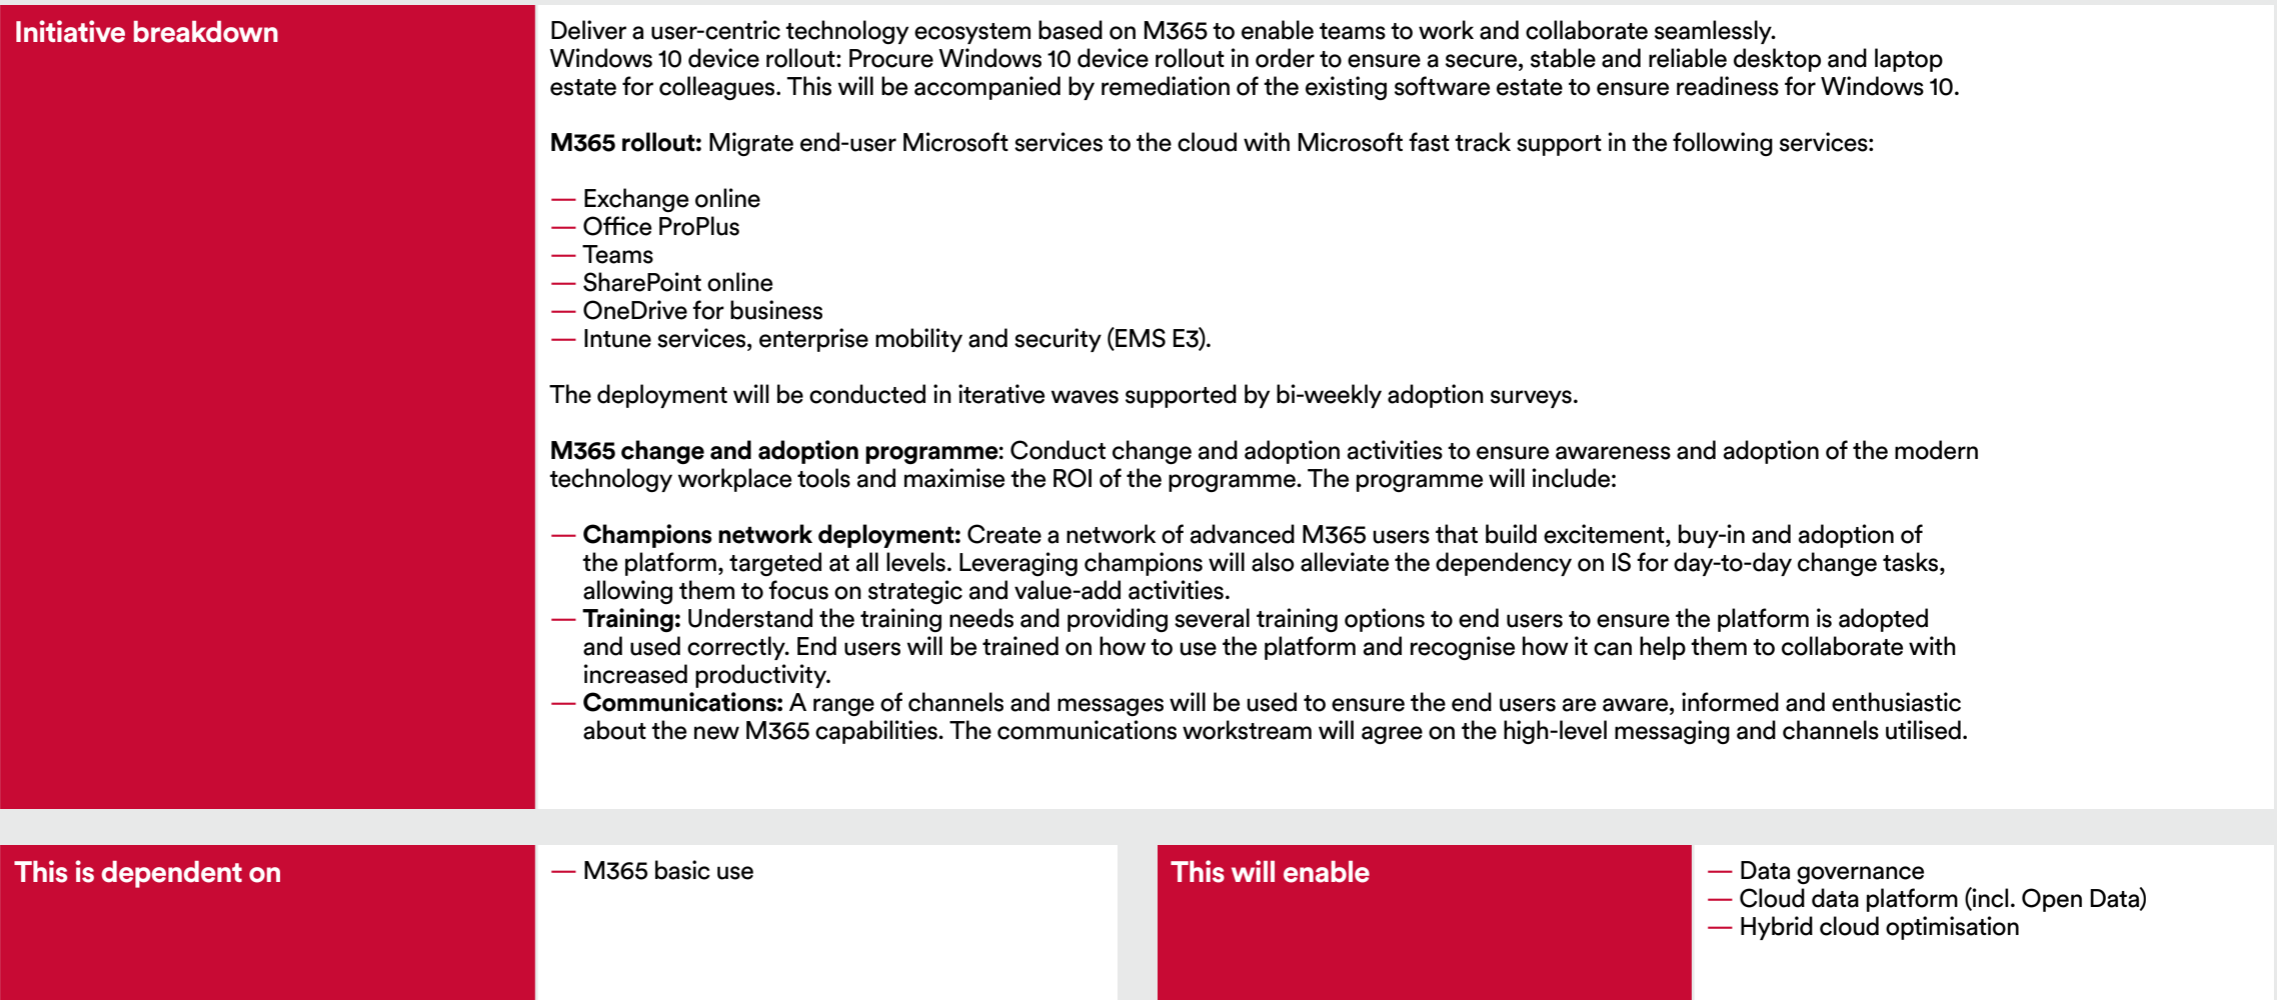 Initiative breakdown
Deliver a user-centric technology ecosystem based on M365 to enable teams to work and collaborate seamlessly.
Windows 10 device rollout: Procure Windows 10 device rollout in order to ensure a secure, stable and reliable desktop and laptop
estate for colleagues. This will be accompanied by remediation of the existing software estate to ensure readiness for Windows 10.
M365 rollout: Migrate end-user Microsoft services to the cloud with Microsoft fast track support in the following services:
— Exchange online
— Office ProPlus
— Teams
— SharePoint online
— OneDrive for business
— Intune services, enterprise mobility and security (EMS E3).
The deployment will be conducted in iterative waves supported by bi-weekly adoption surveys.
M365 change and adoption programme: Conduct change and adoption activities to ensure awareness and adoption of the modern
technology workplace tools and maximise the ROI of the programme. The programme will include:
— Champions network deployment: Create a network of advanced M365 users that build excitement, buy-in and adoption of
the platform, targeted at all levels. Leveraging champions will also alleviate the dependency on IS for day-to-day change tasks,
allowing them to focus on strategic and value-add activities.
— Training: Understand the training needs and providing several training options to end users to ensure the platform is adopted
and used correctly. End users will be trained on how to use the platform and recognise how it can help them to collaborate with
increased productivity.
— Communications: A range of channels and messages will be used to ensure the end users are aware, informed and enthusiastic
about the new M365 capabilities. The communications workstream will agree on the high-level messaging and channels utilised.
This is dependent on
— M365 basic use
This will enable
— Data governance
— Cloud data platform (incl. Open Data)
— Hybrid cloud optimisation